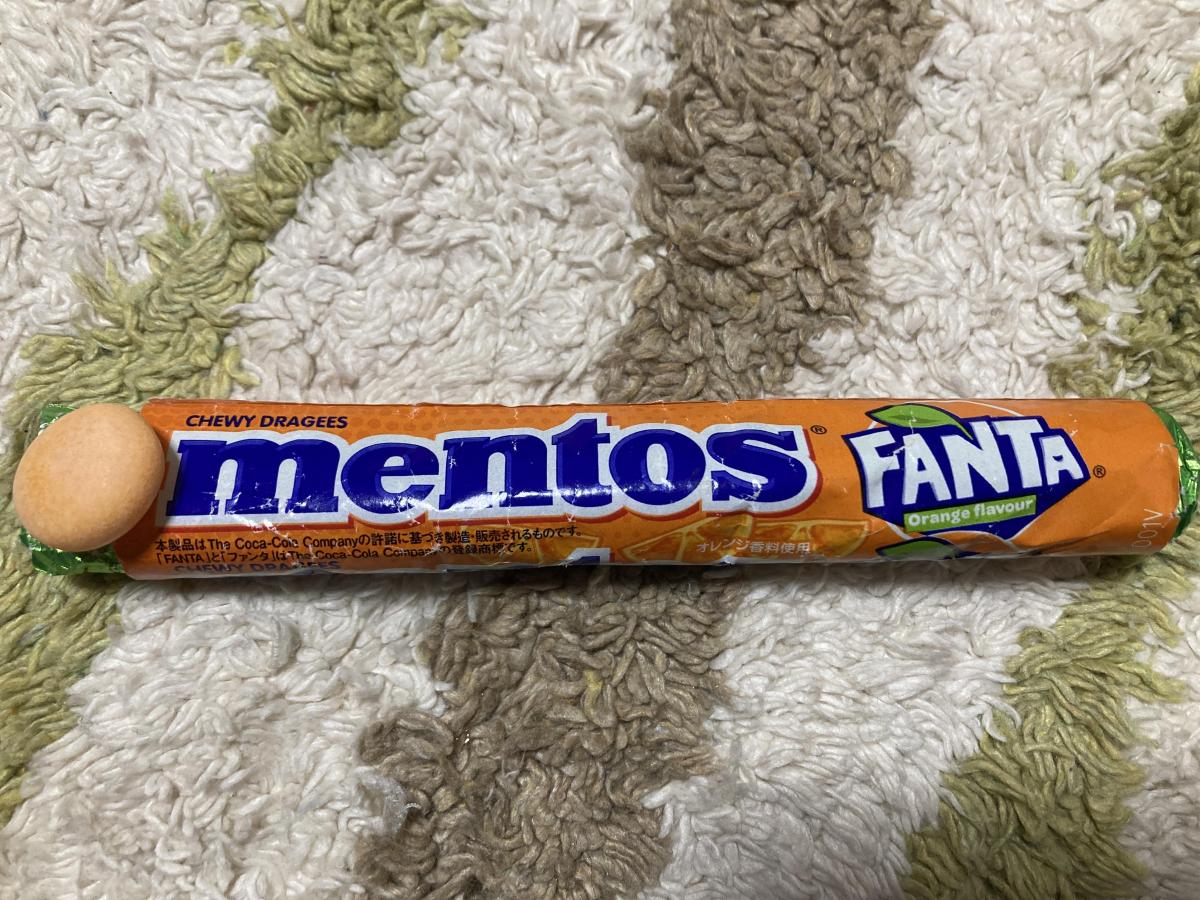 CHEWY DRAGEES
mentos®
FANTA®
Orange flavour
本製品はThe Coca-Cola Companyの許諾に基づき製造・販売されるものです。
「FANTA」と「ファンタ」はThe Coca-Cola Companyの登録商標です。
オレンジ香料使用
CHEWY DRAGEES
001V